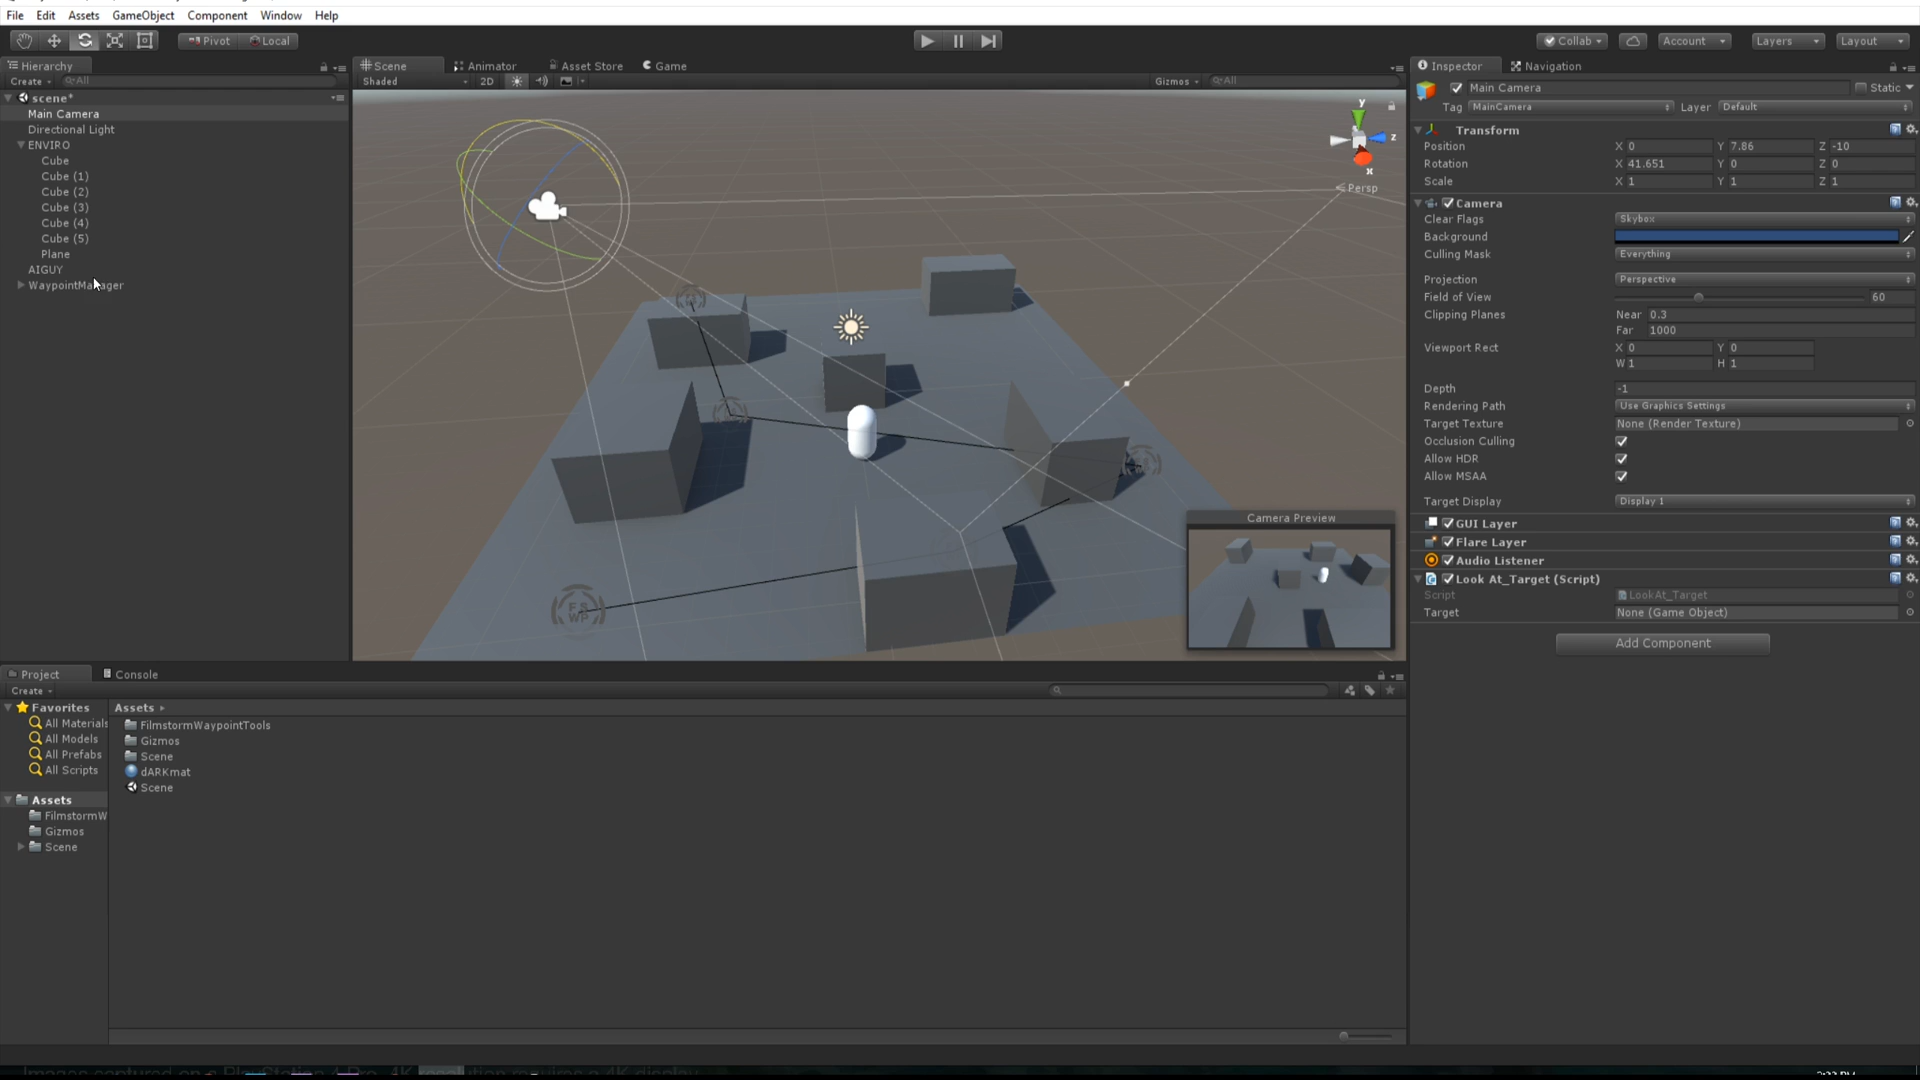 File Edit Assets GameObject Component Window Help
Pivot Local Collab Account Layers Layout
Hierarchy
Create All
scene*
Main Camera
Directional Light
ENVIRO
Cube
Cube (1)
Cube (2)
Cube (3)
Cube (4)
Cube (5)
Plane
AIGUY
WaypointManager
Scene Animator Asset Store Game
Shaded 2D Gizmos All
y
z
x
Persp
FS
WP
Camera Preview
Inspector Navigation
Main Camera Static
Tag MainCamera Layer Default
Transform
Position X 0 Y 7.86 Z -10
Rotation X 41.651 Y 0 Z 0
Scale X 1 Y 1 Z 1
Camera
Clear Flags Skybox
Background
Culling Mask Everything
Projection Perspective
Field of View 60
Clipping Planes Near 0.3
Far 1000
Viewport Rect X 0 Y 0
W 1 H 1
Depth -1
Rendering Path Use Graphics Settings
Target Texture None (Render Texture)
Occlusion Culling
Allow HDR
Allow MSAA
Target Display Display 1
GUI Layer
Flare Layer
Audio Listener
Look At_Target (Script)
Script LookAt_Target
Target None (Game Object)
Add Component
Project Console
Create
Favorites
All Materials
All Models
All Prefabs
All Scripts
Assets
FilmstormW
Gizmos
Scene
Assets
FilmstormWaypointTools
Gizmos
Scene
dARKmat
Scene